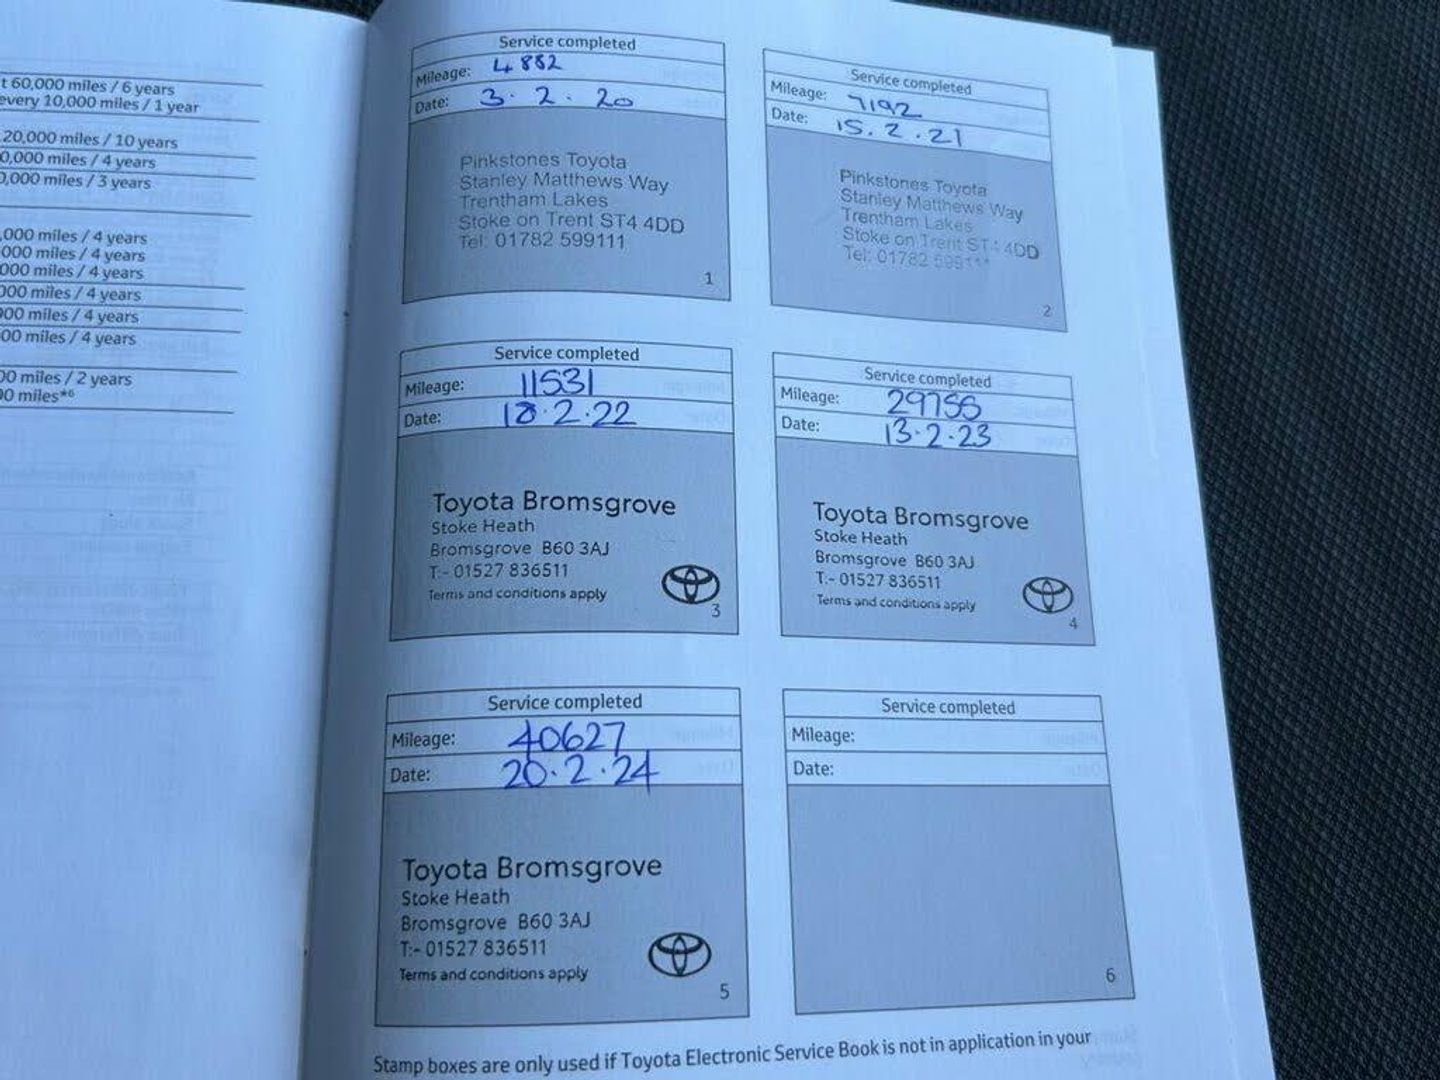 t 60,000 miles / 6 years
every 10,000 miles / 1 year
20,000 miles / 10 years
0,000 miles / 4 years
0,000 miles / 3 years
,000 miles / 4 years
000 miles / 4 years
000 miles / 4 years
000 miles / 4 years
000 miles / 4 years
00 miles / 4 years
00 miles / 2 years
00 miles*6
Service completed
Mileage: 4882
Date: 3. 2. 20
Pinkstones Toyota
Stanley Matthews Way
Trentham Lakes
Stoke on Trent ST4 4DD
Tel: 01782 599111
1
Service completed
Mileage: 7192
Date: 15. 2. 21
Pinkstones Toyota
Stanley Matthews Way
Trentham Lakes
Stoke on Trent 4DD
Tel: 01782
2
Service completed
Mileage: 11531
Date: 18.2.22
Toyota Bromsgrove
Stoke Heath
Bromsgrove B60 3AJ
T:- 01527 836511
Terms and conditions apply
3
Service completed
Mileage: 29755
Date: 13.2.23
Toyota Bromsgrove
Stoke Heath
Bromsgrove B60 3AJ
T:- 01527 836511
Terms and conditions apply
4
Service completed
Mileage: 40627
Date: 20.2.24
Toyota Bromsgrove
Stoke Heath
Bromsgrove B60 3AJ
T:- 01527 836511
Terms and conditions apply
5
Service completed
Mileage:
Date:
6
Stamp boxes are only used if Toyota Electronic Service Book is not in application in your